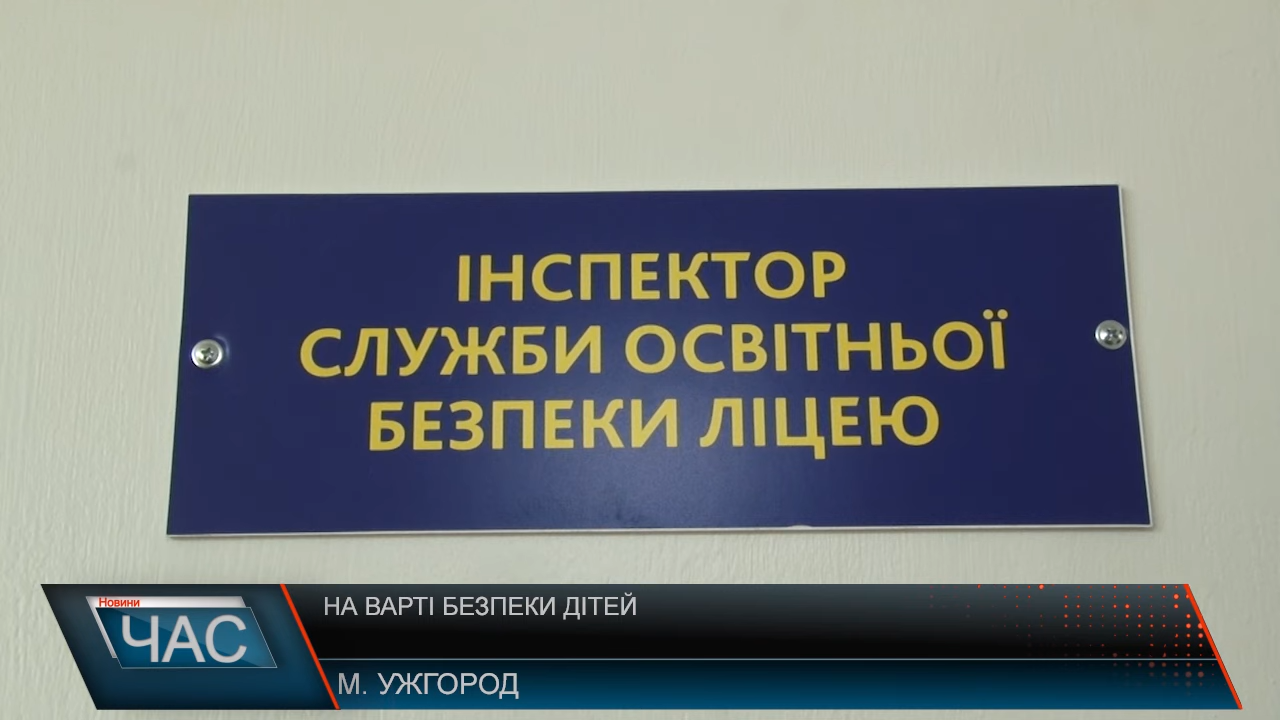 ІНСПЕКТОР
СЛУЖБИ ОСВІТНЬОЇ
БЕЗПЕКИ ЛІЦЕЮ
Новини
ЧАС
НА ВАРТІ БЕЗПЕКИ ДІТЕЙ
М. УЖГОРОД